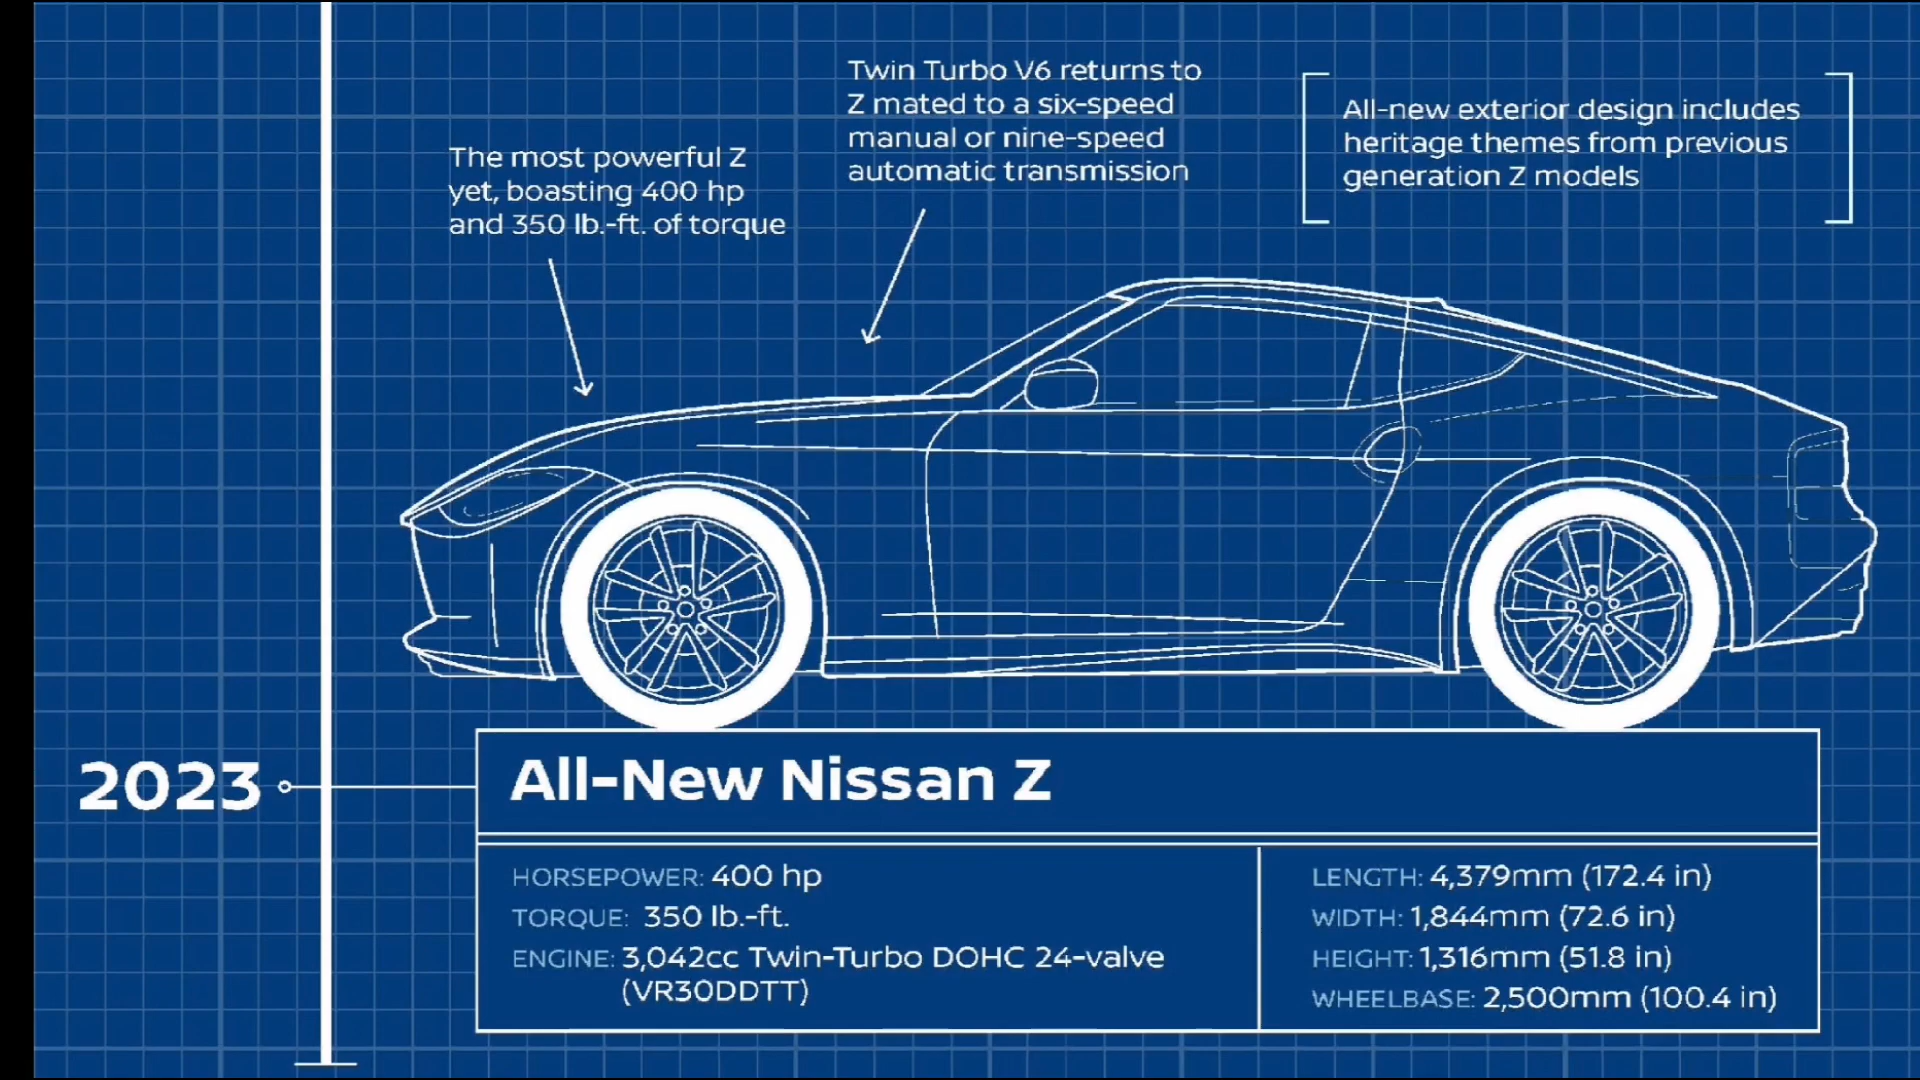 The most powerful Z
yet, boasting 400 hp
and 350 lb.-ft. of torque
Twin Turbo V6 returns to
Z mated to a six-speed
manual or nine-speed
automatic transmission
All-new exterior design includes
heritage themes from previous
generation Z models
2023
All-New Nissan Z
HORSEPOWER: 400 hp
TORQUE: 350 lb.-ft.
ENGINE: 3,042cc Twin-Turbo DOHC 24-valve
(VR30DDTT)
LENGTH: 4,379mm (172.4 in)
WIDTH: 1,844mm (72.6 in)
HEIGHT: 1,316mm (51.8 in)
WHEELBASE: 2,500mm (100.4 in)